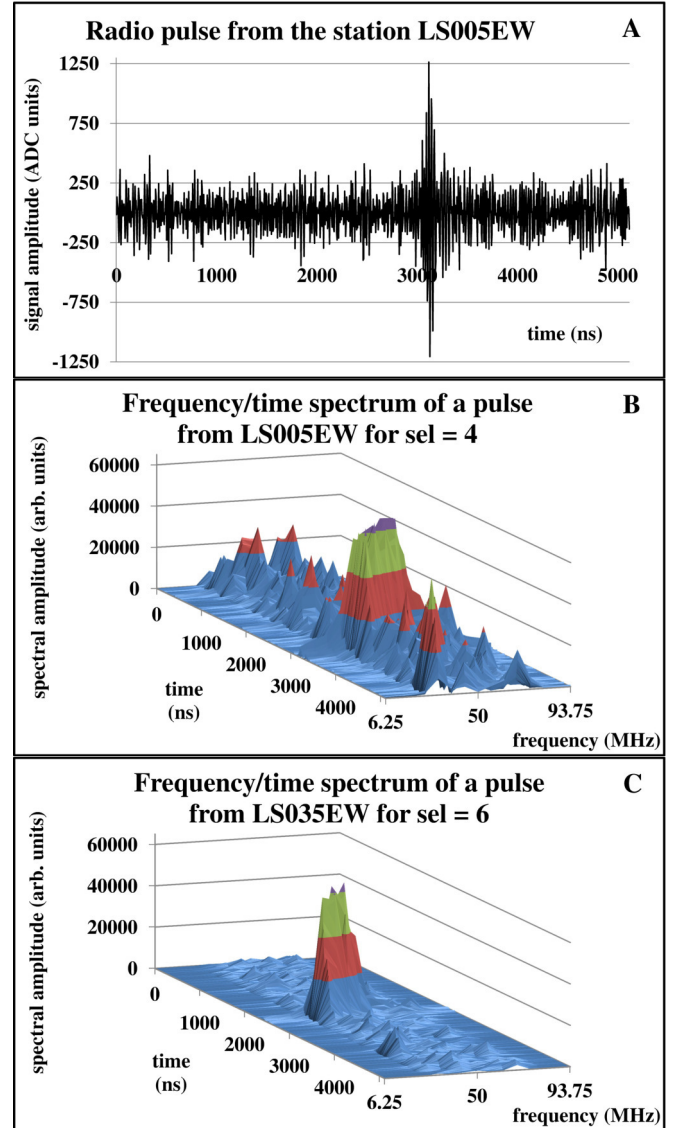 Radio pulse from the station LS005EW
A
signal amplitude (ADC units)
1250
750
250
-250
-750
-1250
0
1000
2000
3000
4000
5000
time (ns)
Frequency/time spectrum of a pulse
from LS005EW for sel = 4
B
spectral amplitude (arb. units)
60000
40000
20000
0
0
1000
2000
3000
4000
time
(ns)
6.25
50
93.75
frequency (MHz)
Frequency/time spectrum of a pulse
from LS035EW for sel = 6
C
spectral amplitude (arb. units)
60000
40000
20000
0
0
1000
2000
3000
4000
time
(ns)
6.25
50
93.75
frequency (MHz)